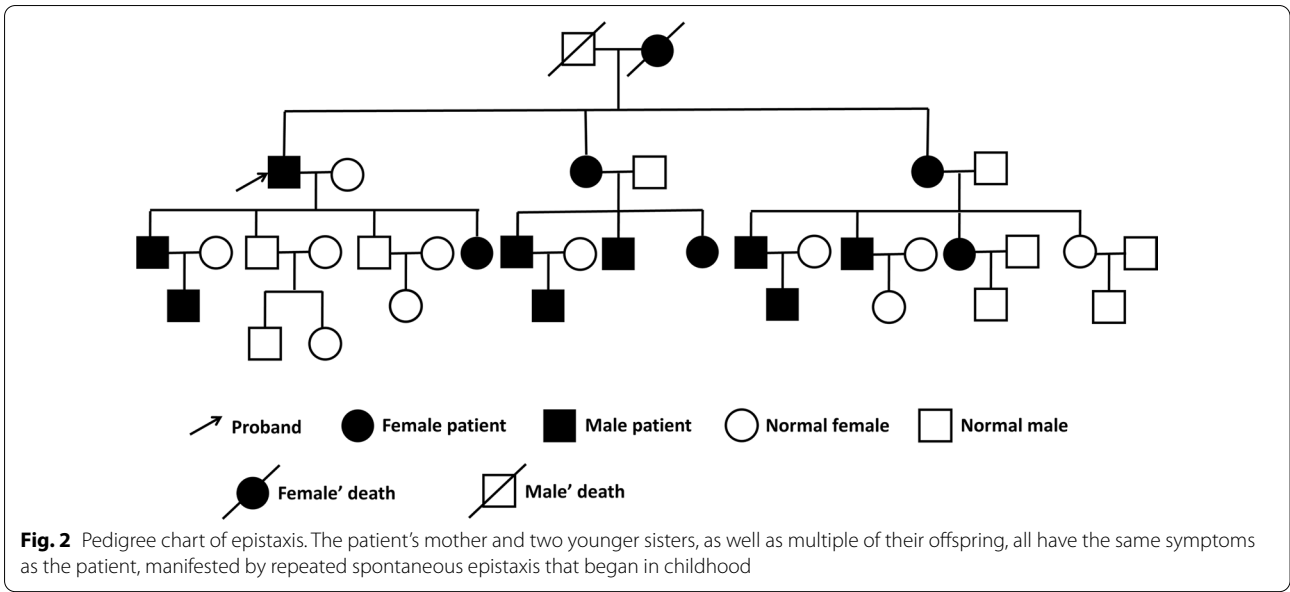 Proband
Female patient
Male patient
Normal female
Normal male
Female' death
Male' death
Fig. 2 Pedigree chart of epistaxis. The patient's mother and two younger sisters, as well as multiple of their offspring, all have the same symptoms
as the patient, manifested by repeated spontaneous epistaxis that began in childhood